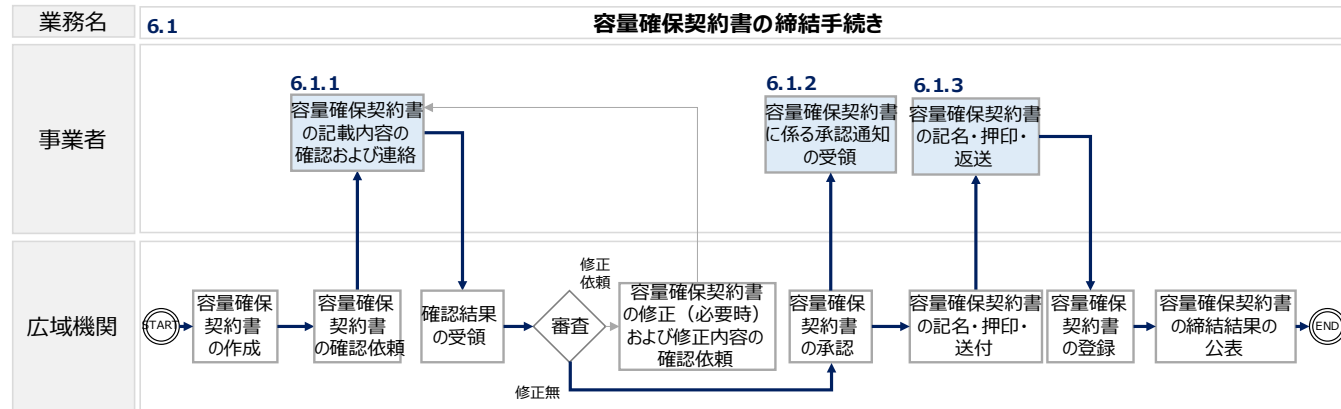 業務名
6.1
容量確保契約書の締結手続き
事業者
6.1.1
容量確保契約書
の記載内容の
確認および連絡
6.1.2
容量確保契約書
に係る承認通知
の受領
6.1.3
容量確保契約書
の記名・押印・
返送
広域機関
START
容量確保
契約書
の作成
容量確保
契約書
の確認依頼
確認結果
の受領
審査
修正
依頼
修正無
容量確保契約書
の修正（必要時）
および修正内容の
確認依頼
容量確保
契約書
の承認
容量確保契約書
の記名・押印・
送付
容量確保
契約書
の登録
容量確保契約書
の締結結果の
公表
END